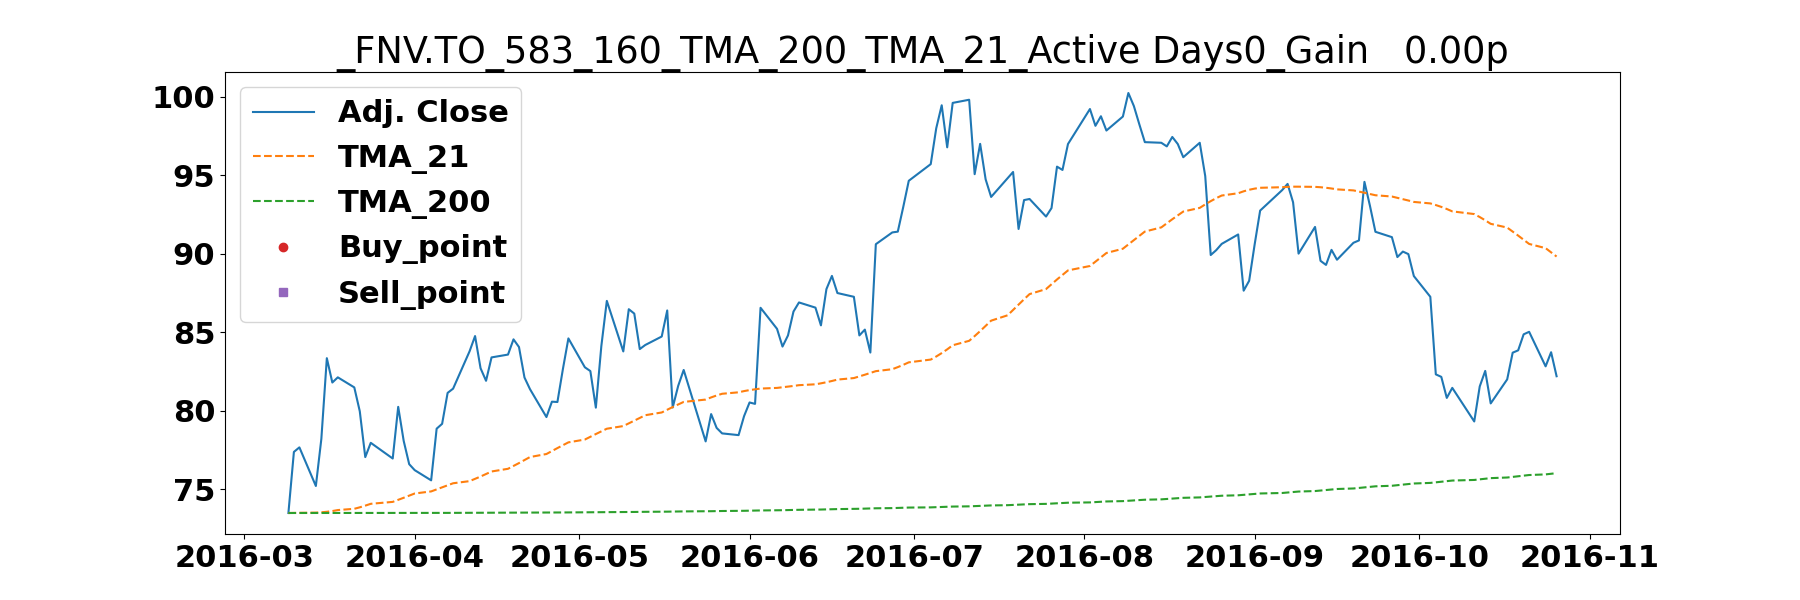 _FNV.TO_583_160_TMA_200_TMA_21_Active Days0_Gain   0.00p
Adj. Close
TMA_21
TMA_200
Buy_point
Sell_point
100
95
90
85
80
75
2016-03 2016-04 2016-05 2016-06 2016-07 2016-08 2016-09 2016-10 2016-11